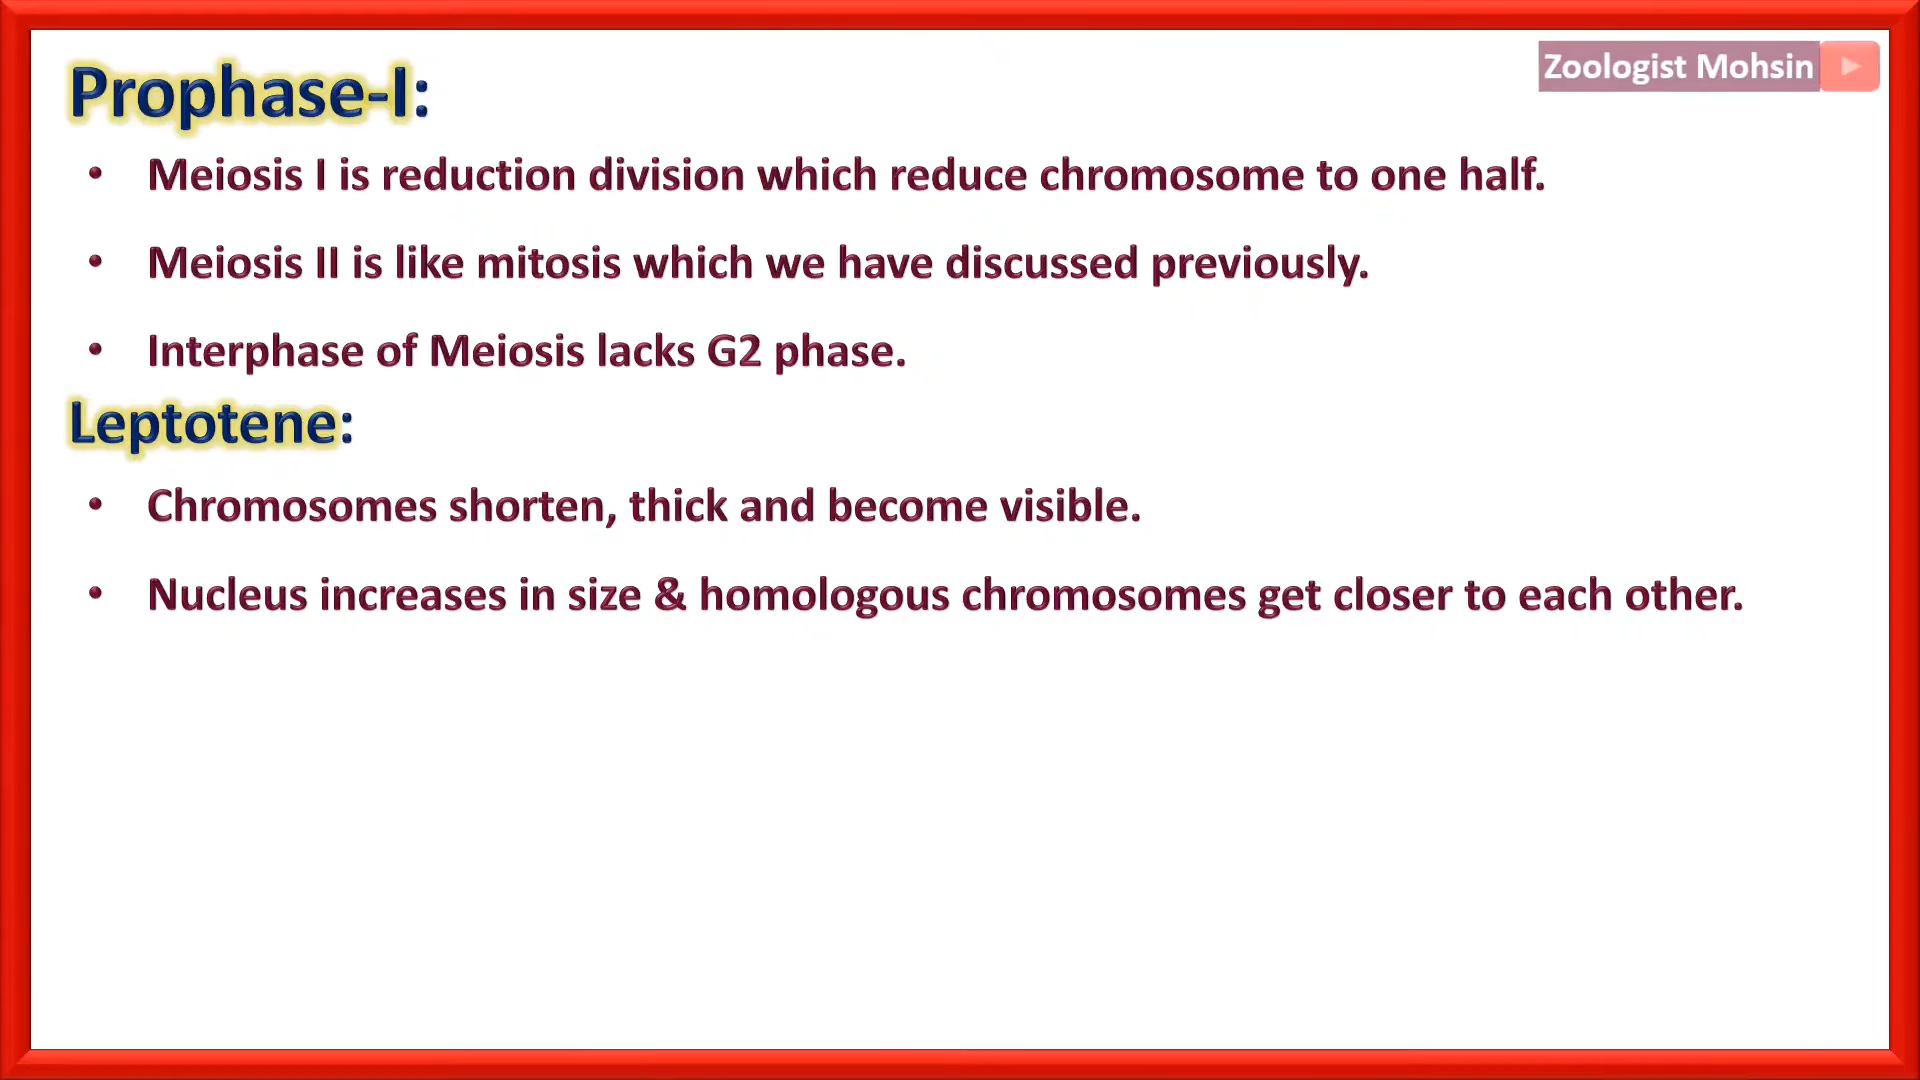 Zoologist Mohsin
Prophase-I:
• Meiosis I is reduction division which reduce chromosome to one half.
• Meiosis II is like mitosis which we have discussed previously.
• Interphase of Meiosis lacks G2 phase.
Leptotene:
• Chromosomes shorten, thick and become visible.
• Nucleus increases in size & homologous chromosomes get closer to each other.